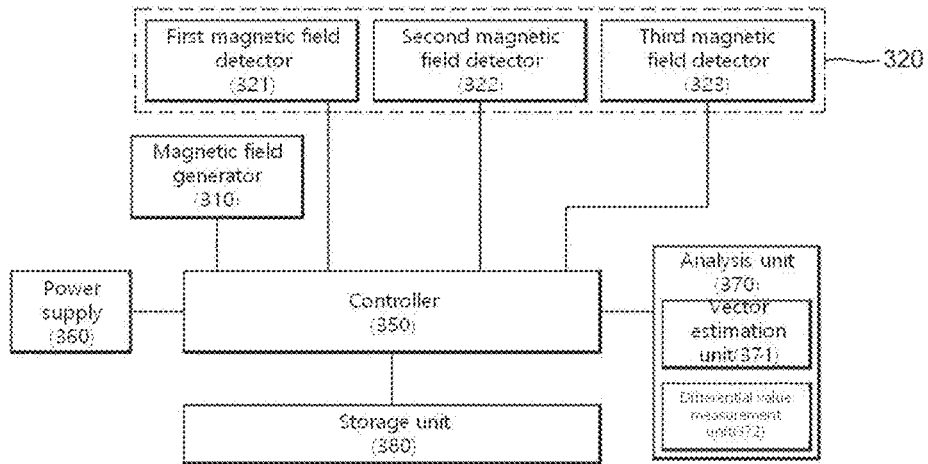 First magnetic field
detector
(321)
Second magnetic
field detector
(322)
Third magnetic
field detector
(323)
320
Magnetic field
generator
(310)
Power
supply
(360)
Controller
(350)
Analysis unit
(370)
Vector
estimation
unit(371)
Differential value
measurement
unit(372)
Storage unit
(380)